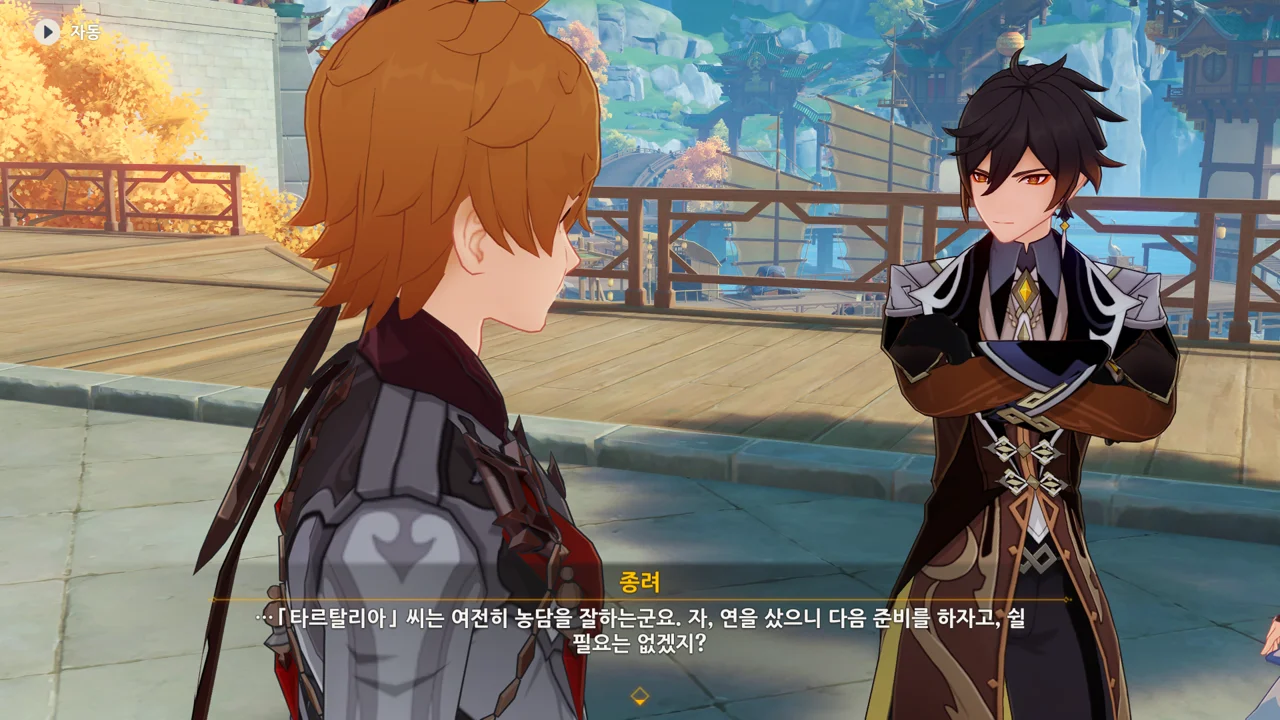 자동
종려
…「타르탈리아」 씨는 여전히 농담을 잘하는군요. 자, 연을 샀으니 다음 준비를 하자고, 쉴
필요는 없겠지?